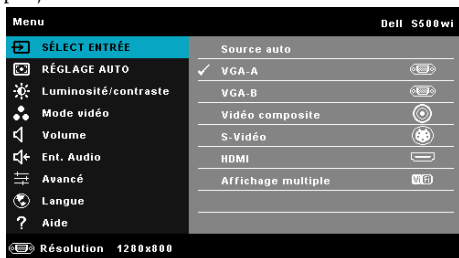 Menu Dell S500wi
SÉLECT ENTRÉE Source auto
RÉGLAGE AUTO VGA-A
Luminosité/contraste VGA-B
Mode vidéo Vidéo composite
Volume S-Vidéo
Ent. Audio HDMI
Avancé Affichage multiple
Langue
Aide
Résolution 1280x800